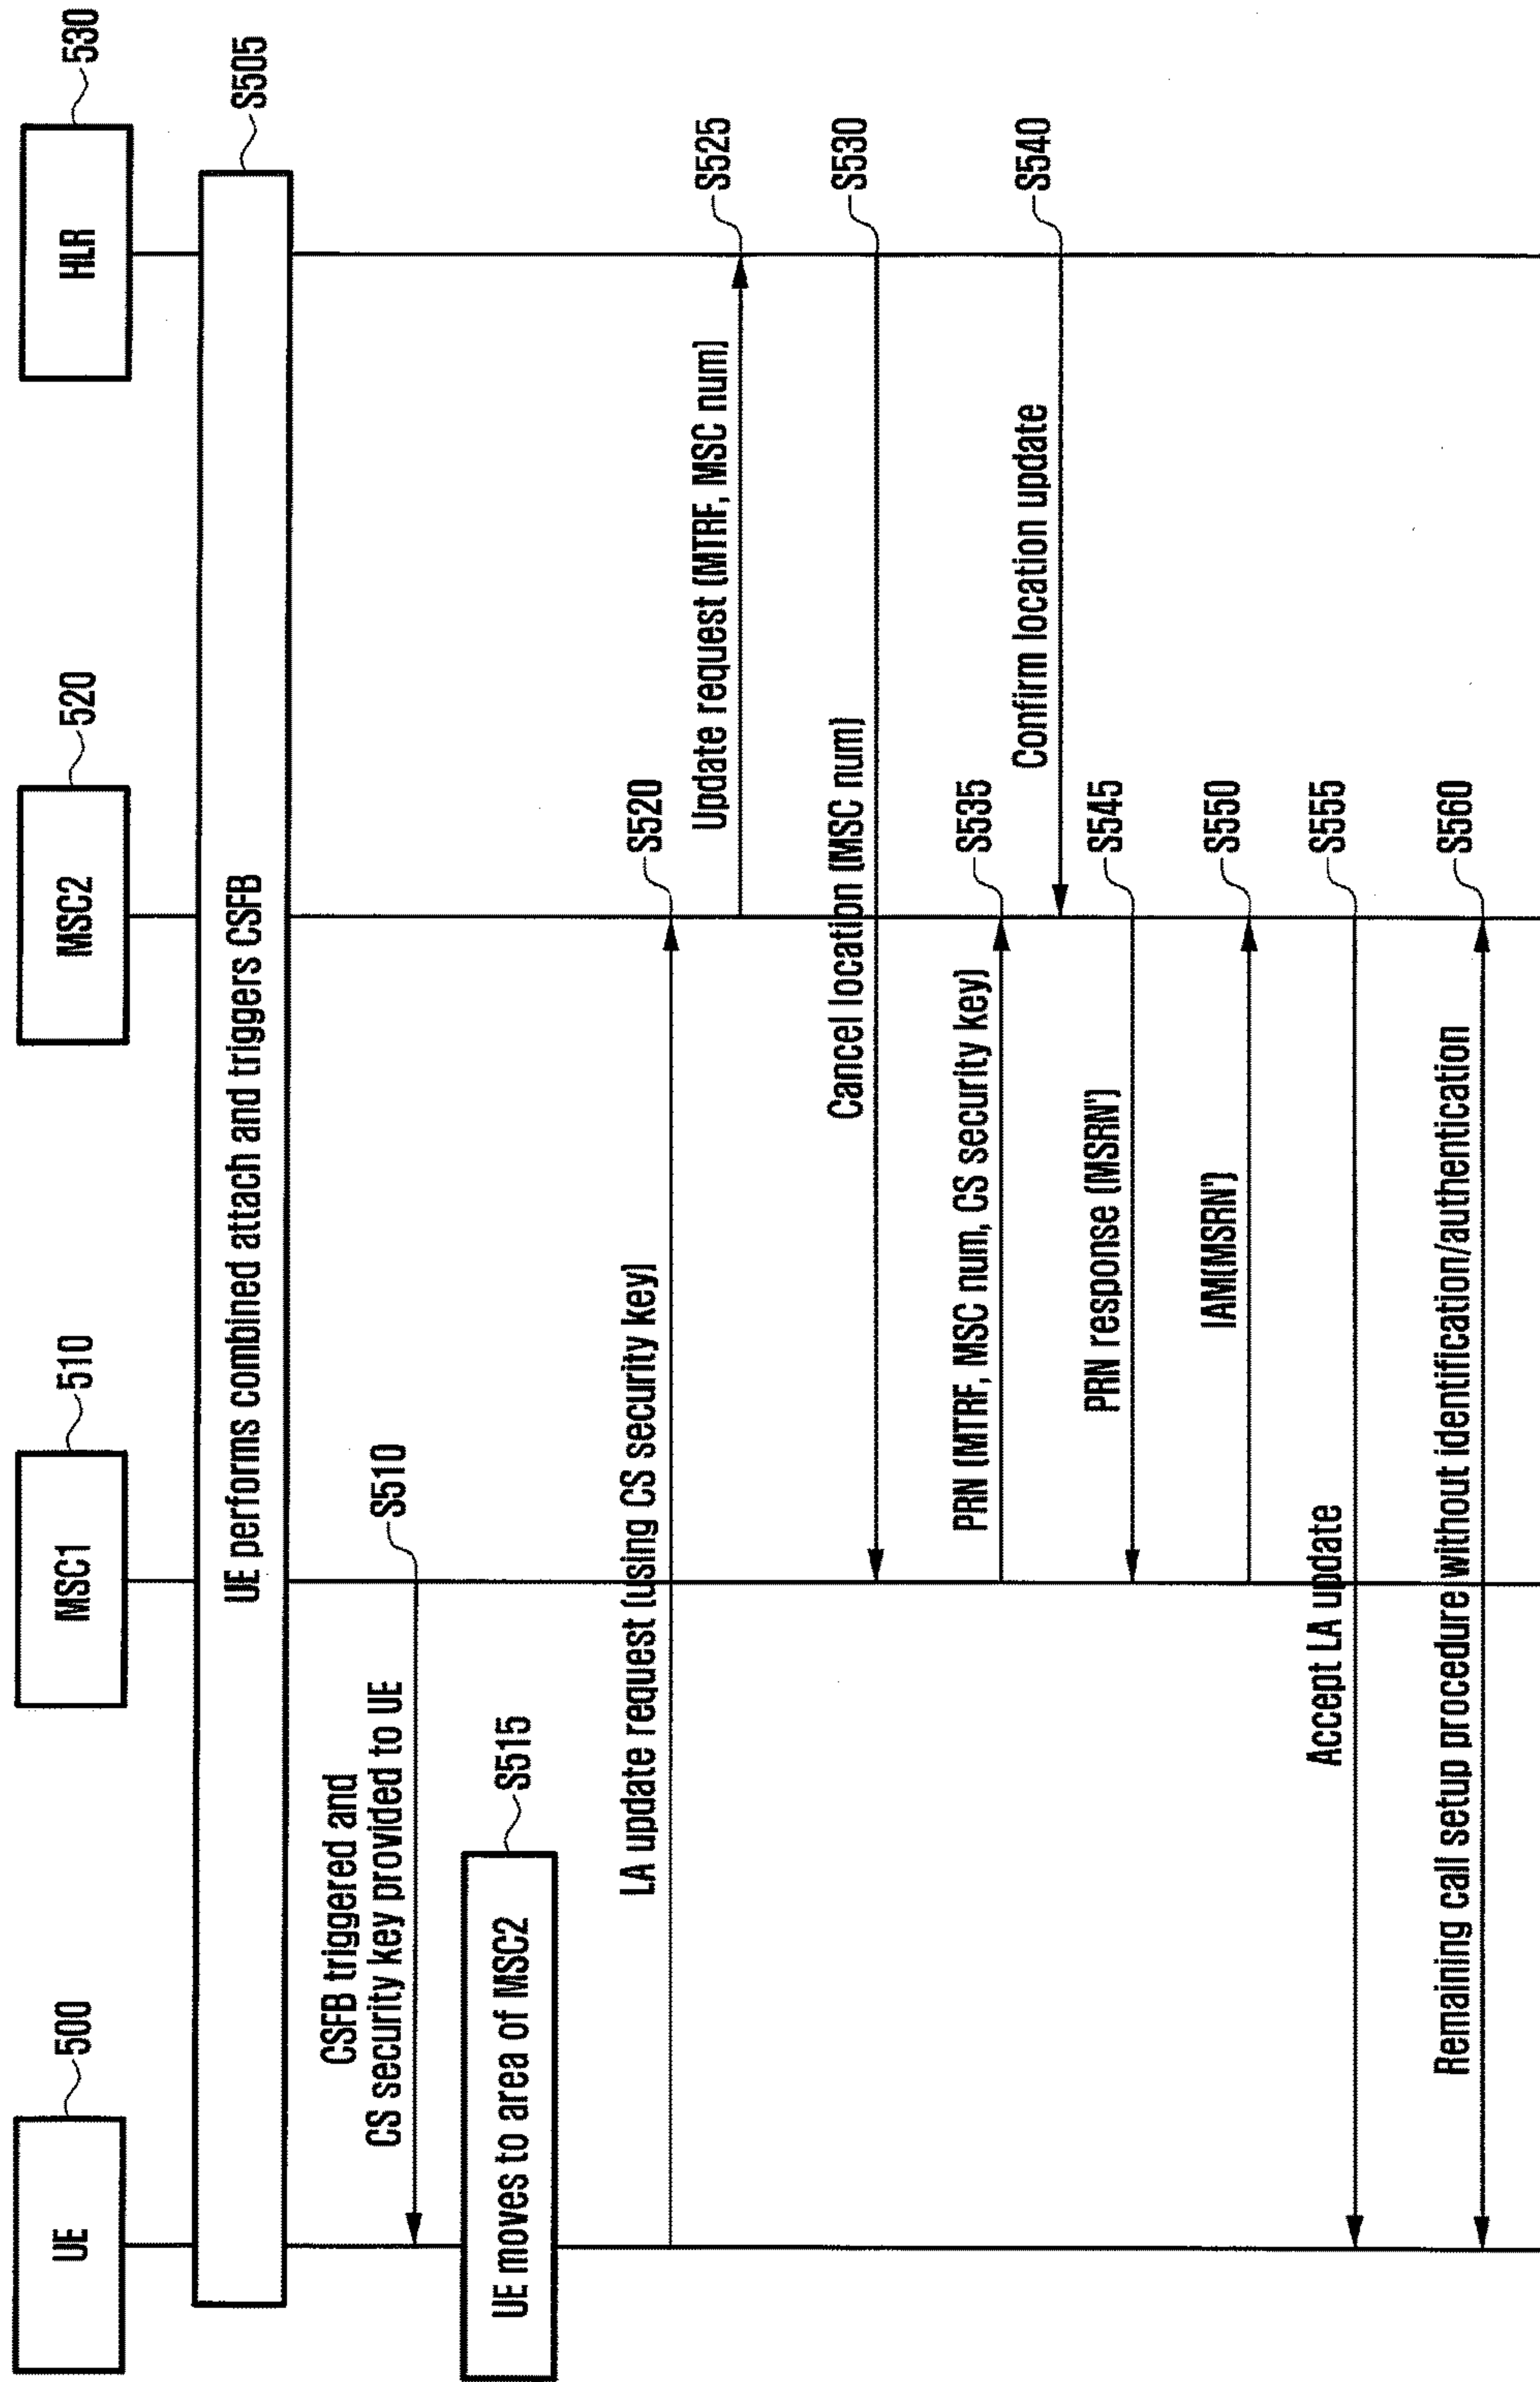 UE
500
MSC1
510
MSC2
520
HLR
530
UE performs combined attach and triggers CSFB
S505
CSFB triggered and
CS security key provided to UE
S510
UE moves to area of MSC2
S515
LA update request (using CS security key)
S520
Update request (MTRF, MSC num)
S525
Cancel location (MSC num)
S530
PRN (MTRF, MSC num, CS security key)
S535
Confirm location update
S540
PRN response (MSRN')
S545
IAM(MSRN')
S550
Accept LA update
S555
Remaining call setup procedure without identification/authentication
S560